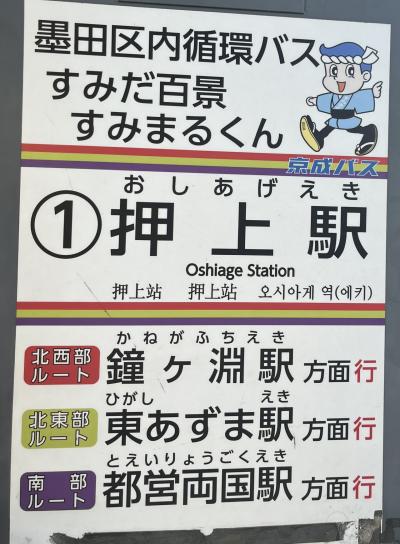 墨田区内循環バス
すみだ百景
すみまるくん
京成バス
おしあげえき
①押上駅
Oshiage Station
押上站 押上站 오시아게 역(에키)
かねがふちえき
北西部ルート 鐘ヶ淵駅 方面行
ひがし えき
北東部ルート 東あずま駅 方面行
とえいりょうごくえき
南部ルート 都営両国駅 方面行